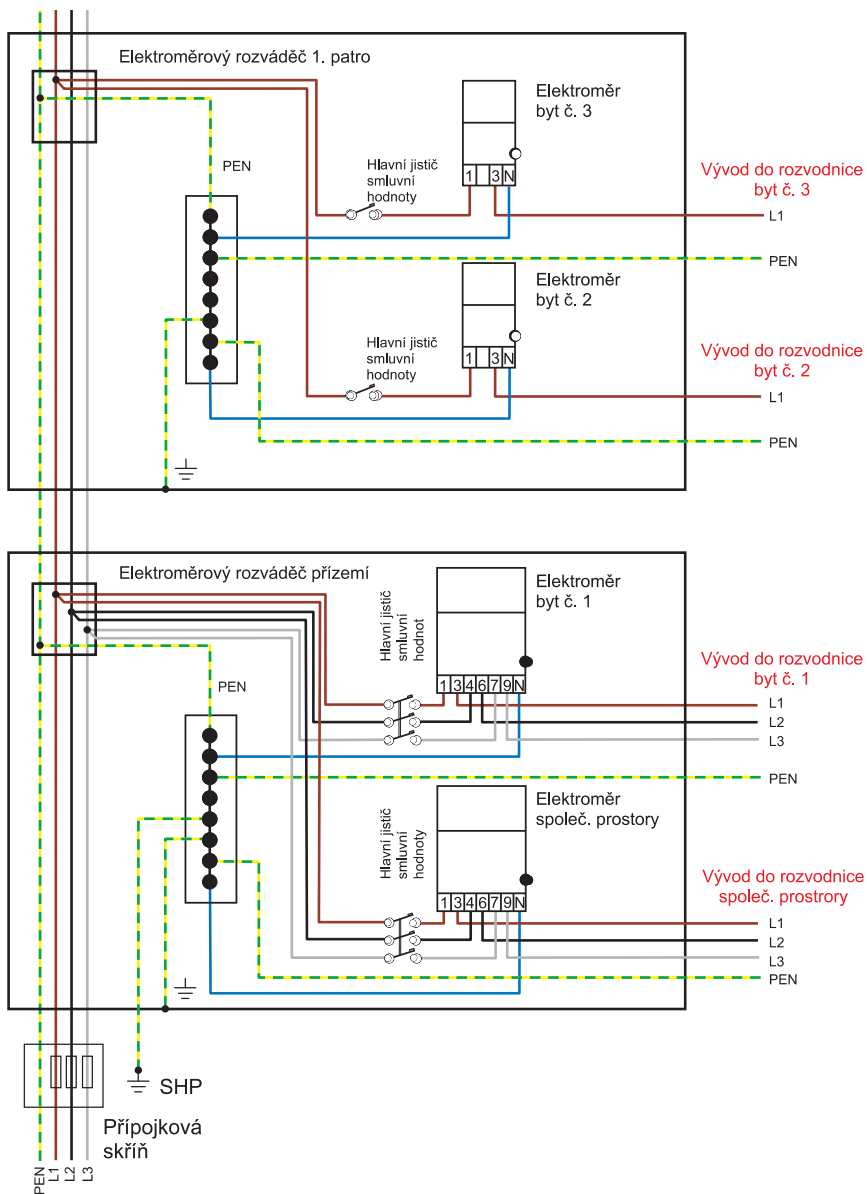 Elektroměrový rozváděč 1. patro
Elektroměr
byt č. 3
PEN
Hlavní jistič
smluvní
hodnoty
1 3 N
Vývod do rozvodnice
byt č. 3
L1
PEN
Elektroměr
byt č. 2
Hlavní jistič
smluvní
hodnoty
1 3 N
Vývod do rozvodnice
byt č. 2
L1
PEN
Elektroměrový rozváděč přízemí
Elektroměr
byt č. 1
Hlavní jistič
smluvní
hodnot
PEN
1 3 4 6 7 9 N
Vývod do rozvodnice
byt č. 1
L1
L2
L3
PEN
Elektroměr
společ. prostory
Hlavní jistič
smluvní
hodnoty
1 3 4 6 7 9 N
Vývod do rozvodnice
společ. prostrory
L1
L2
L3
PEN
SHP
Přípojková
skříň
PEN
L1
L2
L3